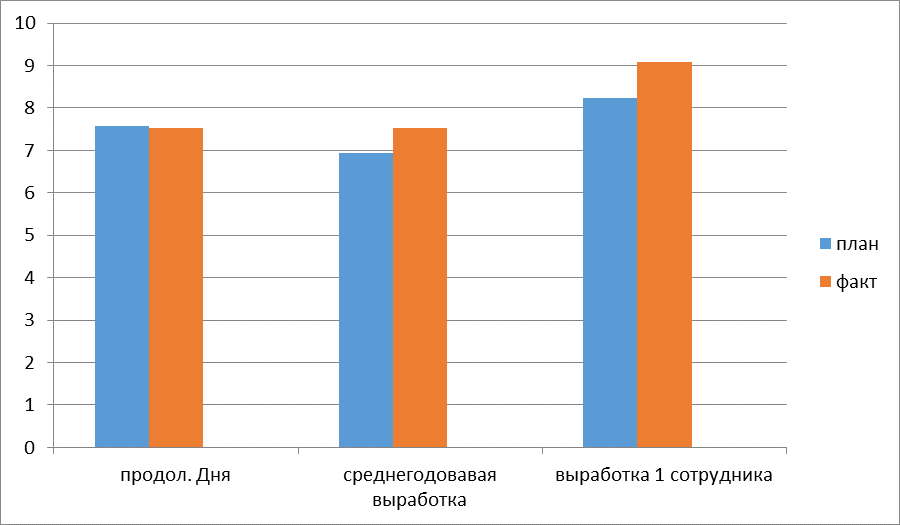 10
9
8
7
6
5
4
3
2
1
0
продол. Дня
среднегодовавая
выработка
выработка 1 сотрудника
план
факт